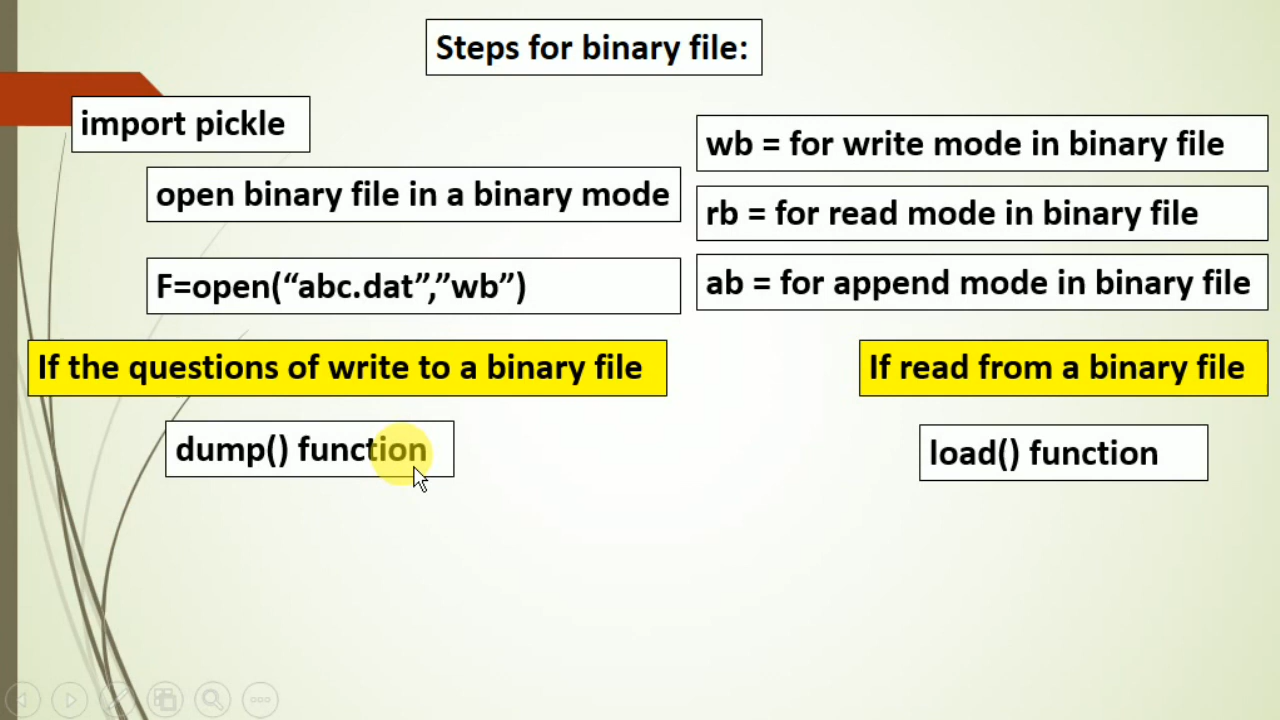 Steps for binary file:
import pickle
open binary file in a binary mode
F=open(“abc.dat”,”wb”)
wb = for write mode in binary file
rb = for read mode in binary file
ab = for append mode in binary file
If the questions of write to a binary file
dump() function
If read from a binary file
load() function